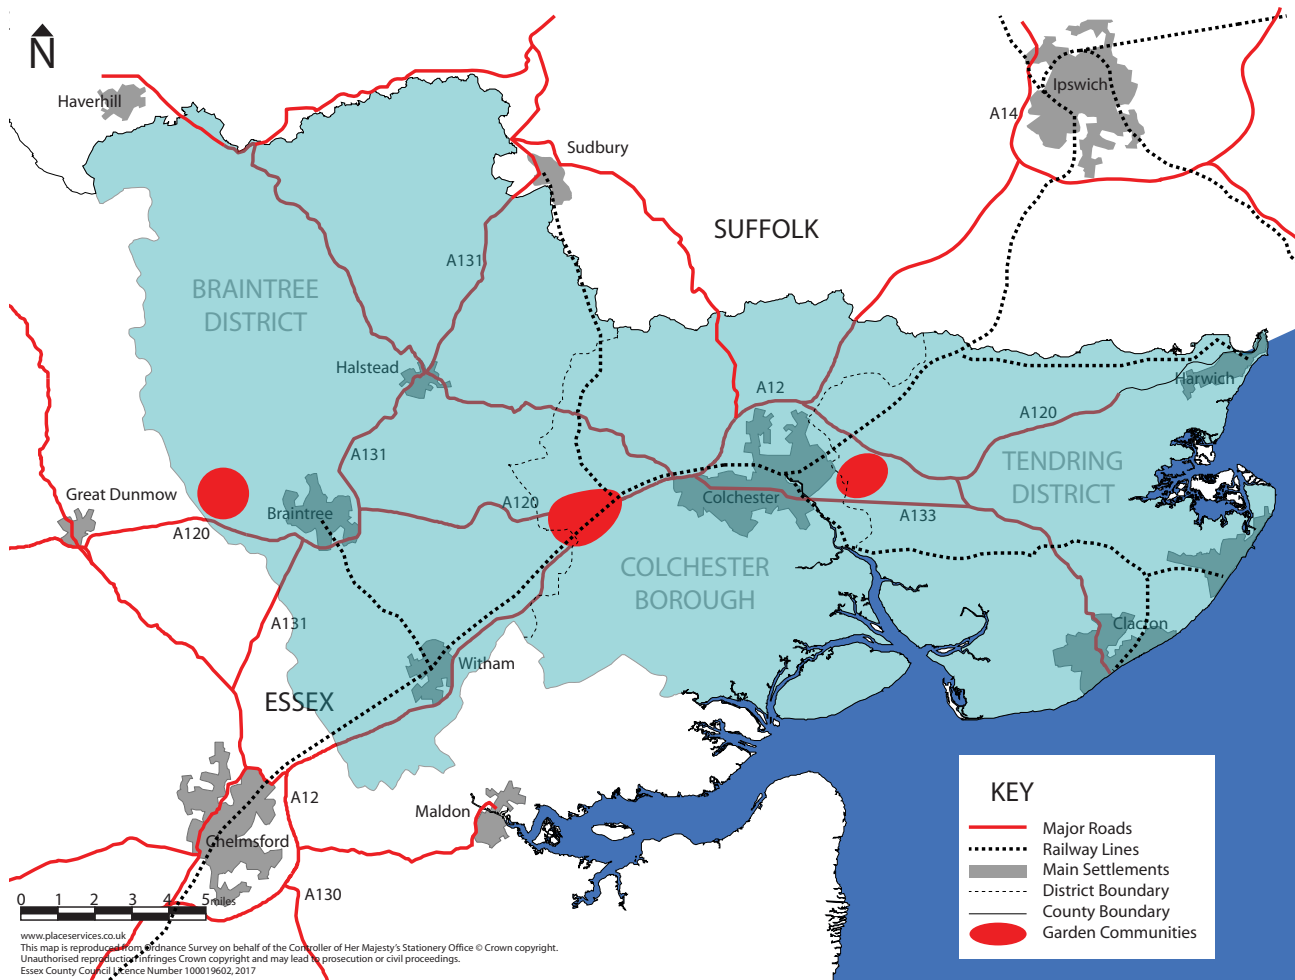 N
Haverhill
Ipswich
A14
Sudbury
SUFFOLK
A131
BRAINTREE
DISTRICT
Halstead
Harwich
A12
A120
A131
TENDRING
DISTRICT
Great Dunmow
Colchester
A120
Braintree
A133
A120
COLCHESTER
BOROUGH
A131
Clacton
Witham
ESSEX
KEY
A12
Maldon
Major Roads
Chelmsford
Railway Lines
Main Settlements
District Boundary
A130
0 1 2 3 4 5miles
County Boundary
Garden Communities
www.placeservices.co.uk
This map is reproduced from Ordnance Survey on behalf of the Controller of Her Majesty's Stationery Office © Crown copyright.
Unauthorised reproduction infringes Crown copyright and may lead to prosecution or civil proceedings.
Essex County Council Licence Number 100019602, 2017